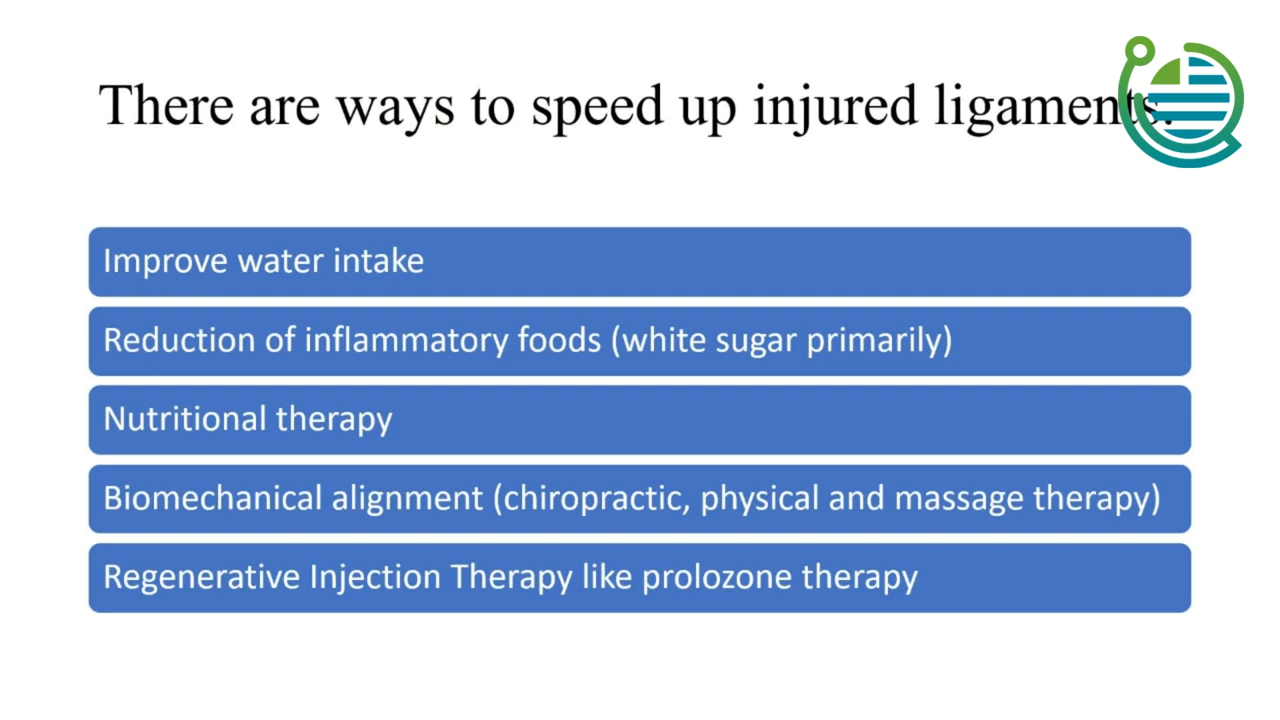 There are ways to speed up injured ligaments.
Improve water intake
Reduction of inflammatory foods (white sugar primarily)
Nutritional therapy
Biomechanical alignment (chiropractic, physical and massage therapy)
Regenerative Injection Therapy like prolozone therapy